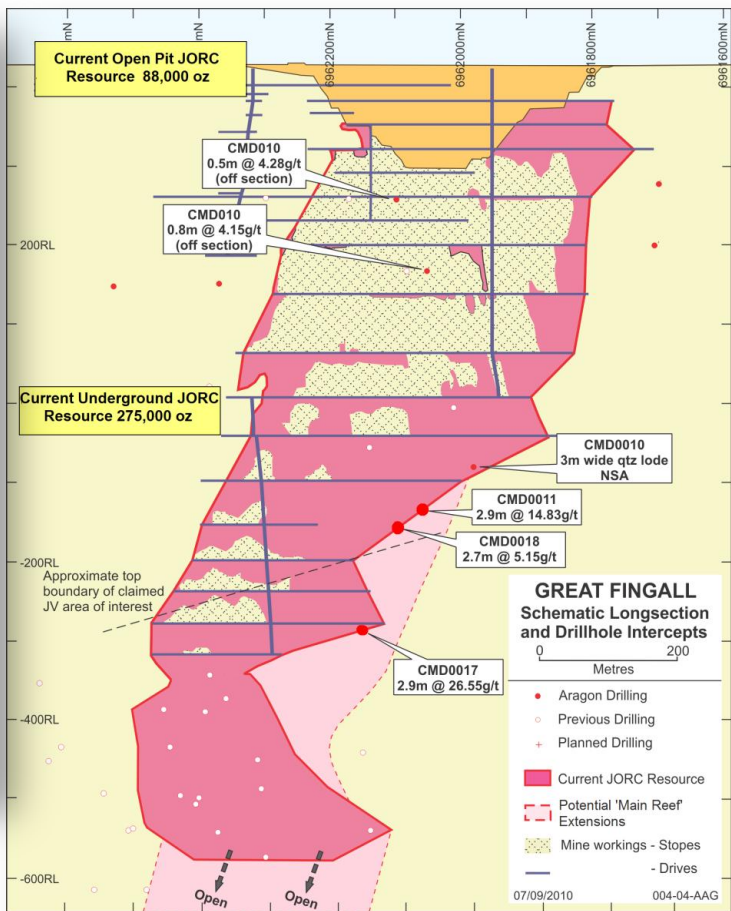 6962200mN
6962000mN
6961800mN
6961600mN
Current Open Pit JORC
Resource 88,000 oz
CMD010
0.5m @ 4.28g/t
(off section)
CMD010
0.8m @ 4.15g/t
(off section)
200RL
Current Underground JORC
Resource 275,000 oz
CMD0010
3m wide qtz lode
NSA
CMD0011
2.9m @ 14.83g/t
CMD0018
2.7m @ 5.15g/t
-200RL
Approximate top
boundary of claimed
JV area of interest
CMD0017
2.9m @ 26.55g/t
-400RL
-600RL
Open
Open
GREAT FINGALL
Schematic Longsection
and Drillhole Intercepts
0 200
Metres
Aragon Drilling
Previous Drilling
Planned Drilling
Current JORC Resource
Potential 'Main Reef'
Extensions
Mine workings - Stopes
- Drives
07/09/2010 004-04-AAG